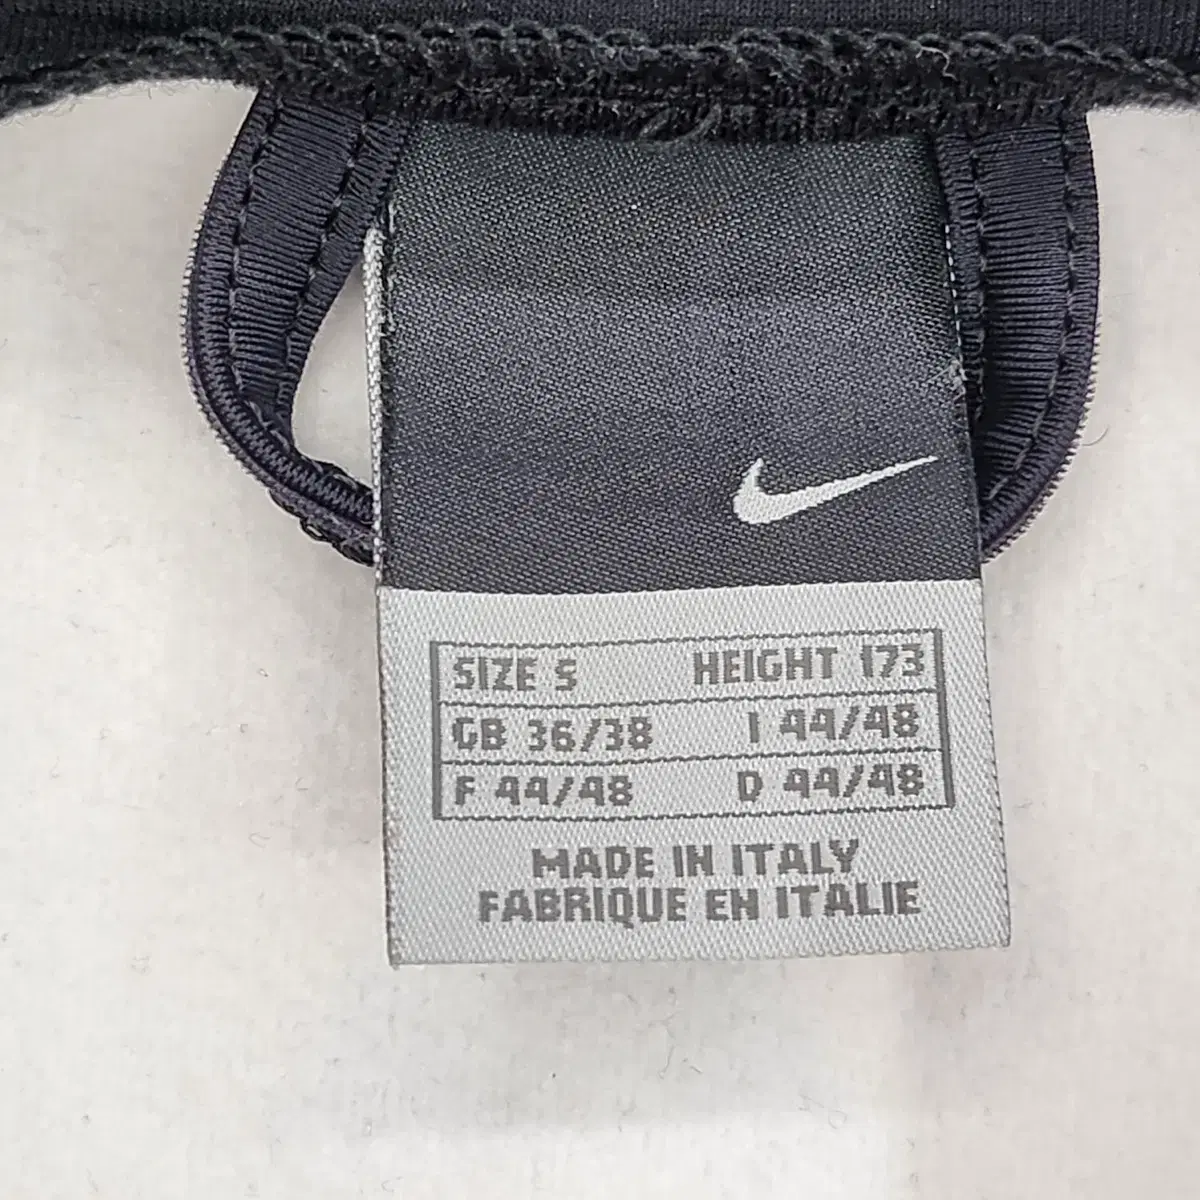 SIZE S HEIGHT 173
GB 36/38 I 44/48
F 44/48 D 44/48
MADE IN ITALY
FABRIQUE EN ITALIE